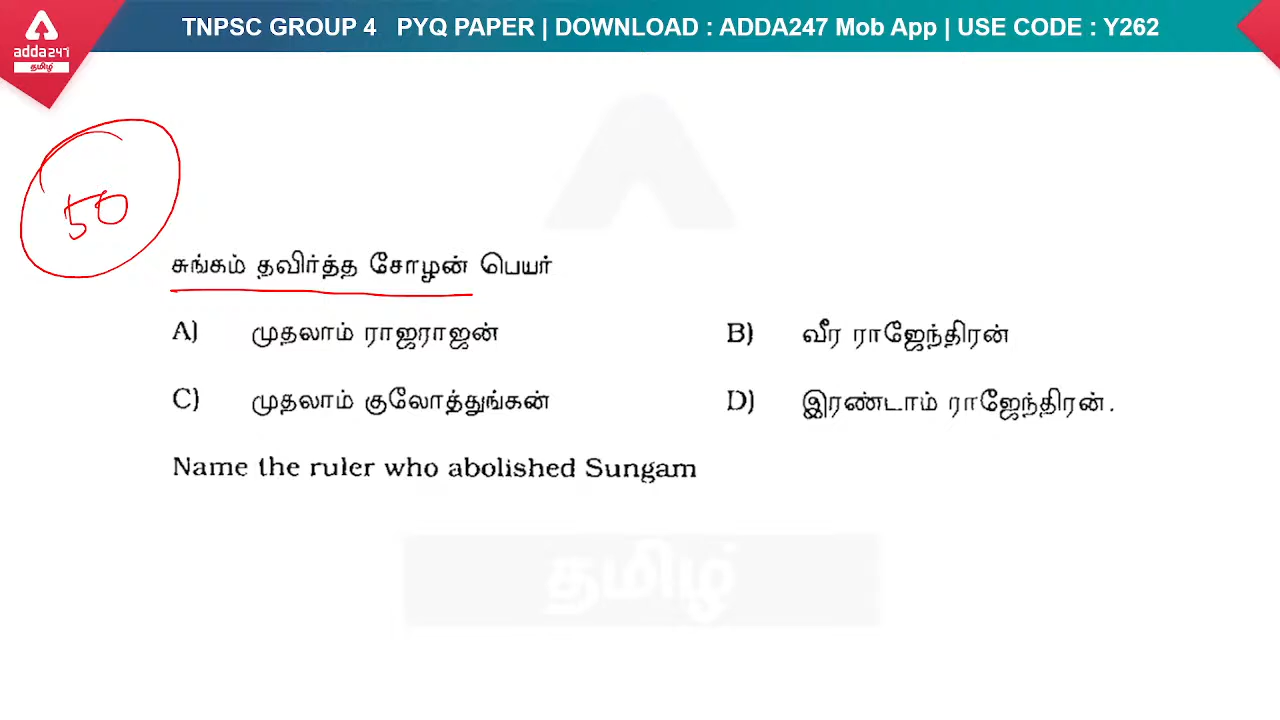 TNPSC GROUP 4 PYQ PAPER | DOWNLOAD : ADDA247 Mob App | USE CODE : Y262
adda247
தமிழ்
50
சுங்கம் தவிர்த்த சோழன் பெயர்
A) முதலாம் ராஜராஜன் B) வீர ராஜேந்திரன்
C) முதலாம் குலோத்துங்கன் D) இரண்டாம் ராஜேந்திரன்.
Name the ruler who abolished Sungam
தமிழ்